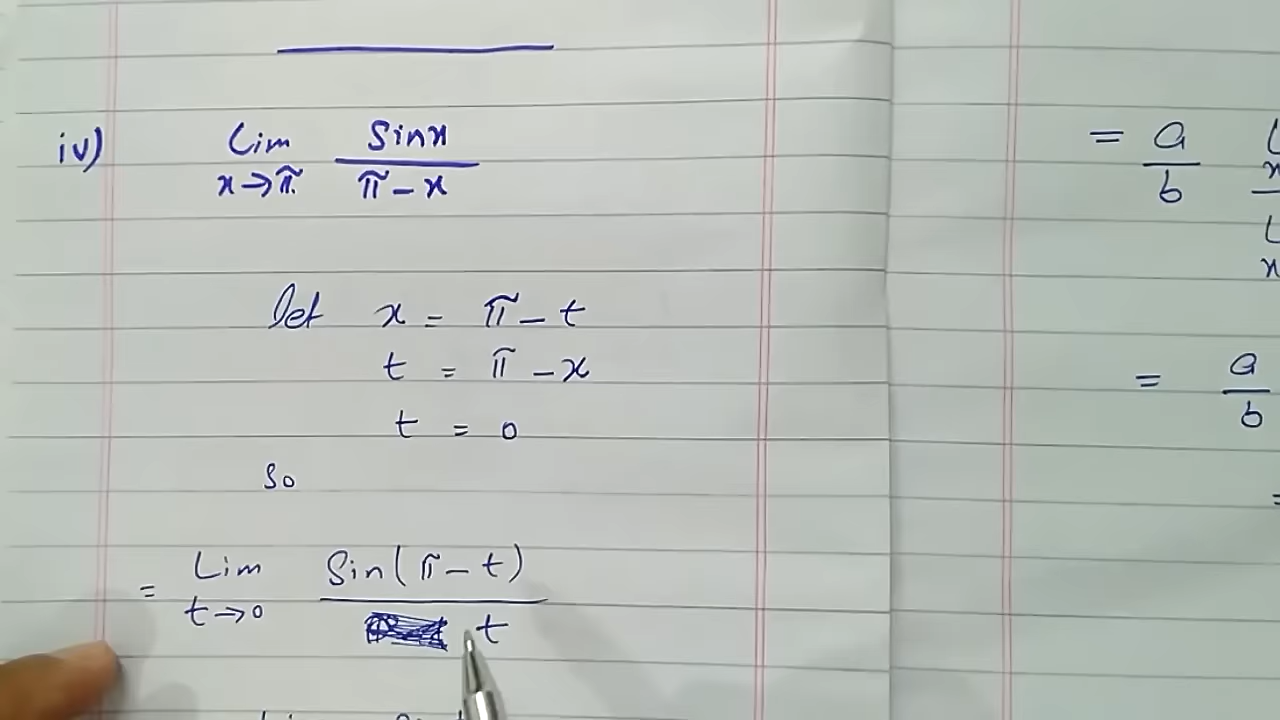 iv) Lim Sinx
x→π π-x
let x = π-t
t = π-x
t = 0
So
= Lim Sin(π-t)
t→0 t
= a
b
= a
b